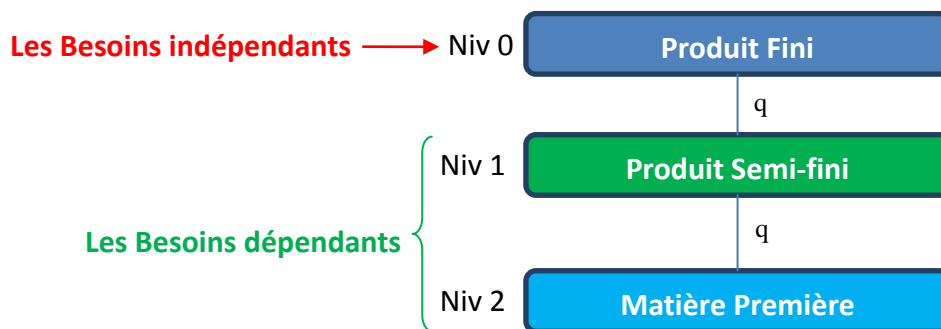 Les Besoins indépendants
Niv 0
Produit Fini
q
Niv 1
Produit Semi-fini
Les Besoins dépendants
q
Niv 2
Matière Première